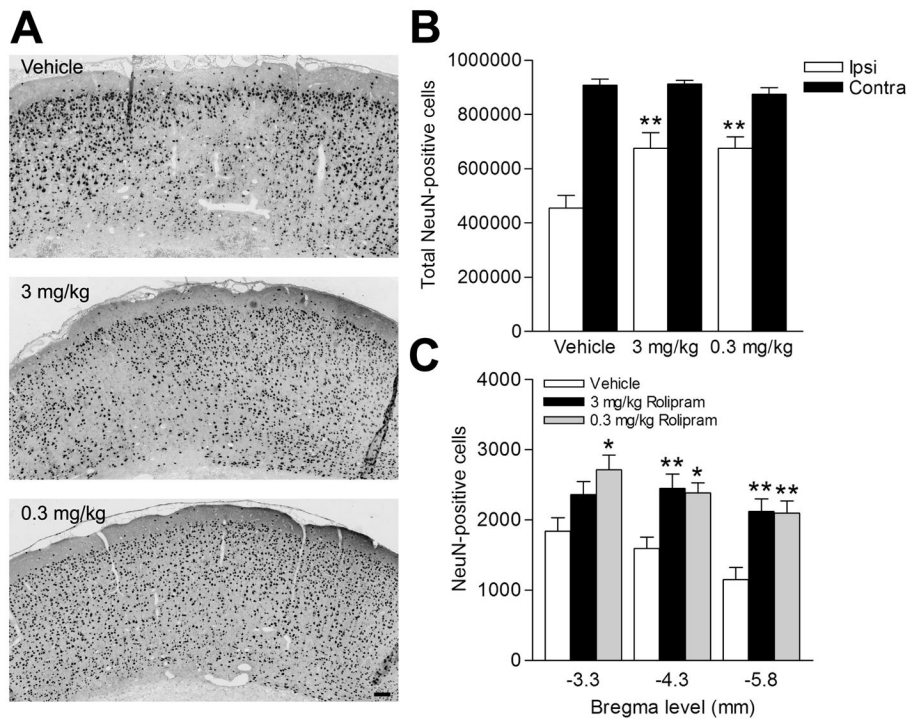 A
Vehicle
3 mg/kg
0.3 mg/kg
B
Total NeuN-positive cells
1000000
800000
600000
400000
200000
0
** **
Vehicle 3 mg/kg 0.3 mg/kg
Ipsi
Contra
C
NeuN-positive cells
4000
3000
2000
1000
0
Vehicle
3 mg/kg Rolipram
0.3 mg/kg Rolipram
* ** * ** **
-3.3 -4.3 -5.8
Bregma level (mm)